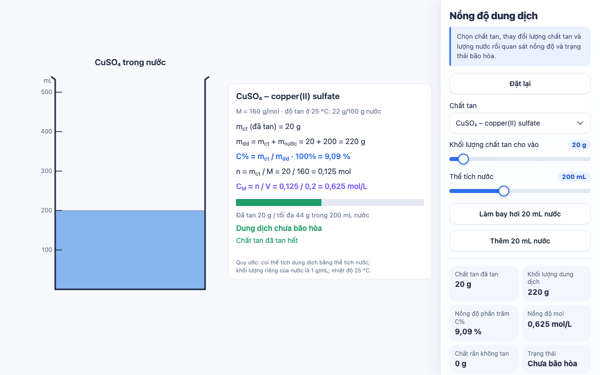 CuSO₄ trong nước
mL
500
400
300
200
100
CuSO₄ – copper(II) sulfate
M = 160 g/mol · độ tan ở 25 °C: 22 g/100 g nước
mct (đã tan) = 20 g
mdd = mct + mnước = 20 + 200 = 220 g
C% = mct / mdd · 100% = 9,09 %
n = mct / M = 20 / 160 = 0,125 mol
CM = n / V = 0,125 / 0,2 = 0,625 mol/L
Đã tan 20 g / tối đa 44 g trong 200 mL nước
Dung dịch chưa bão hòa
Chất tan đã tan hết
Quy ước: coi thể tích dung dịch bằng thể tích nước;
khối lượng riêng của nước là 1 g/mL; nhiệt độ 25 °C.
Nồng độ dung dịch
Chọn chất tan, thay đổi lượng chất tan và
lượng nước rồi quan sát nồng độ và trạng
thái bão hòa.
Đặt lại
Chất tan
CuSO₄ – copper(II) sulfate
Khối lượng chất tan cho vào
20 g
Thể tích nước
200 mL
Làm bay hơi 20 mL nước
Thêm 20 mL nước
Chất tan đã tan
20 g
Khối lượng dung
dịch
220 g
Nồng độ phần trăm
C%
9,09 %
Nồng độ mol
0,625 mol/L
Chất rắn không tan
0 g
Trạng thái
Chưa bão hòa